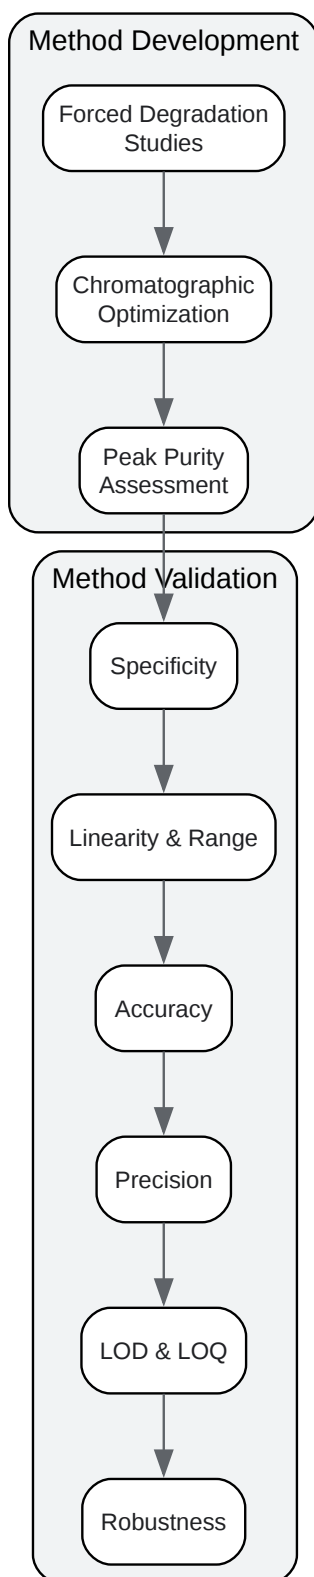 Method Development
Forced Degradation
Studies
Chromatographic
Optimization
Peak Purity
Assessment
Method Validation
Specificity
Linearity & Range
Accuracy
Precision
LOD & LOQ
Robustness